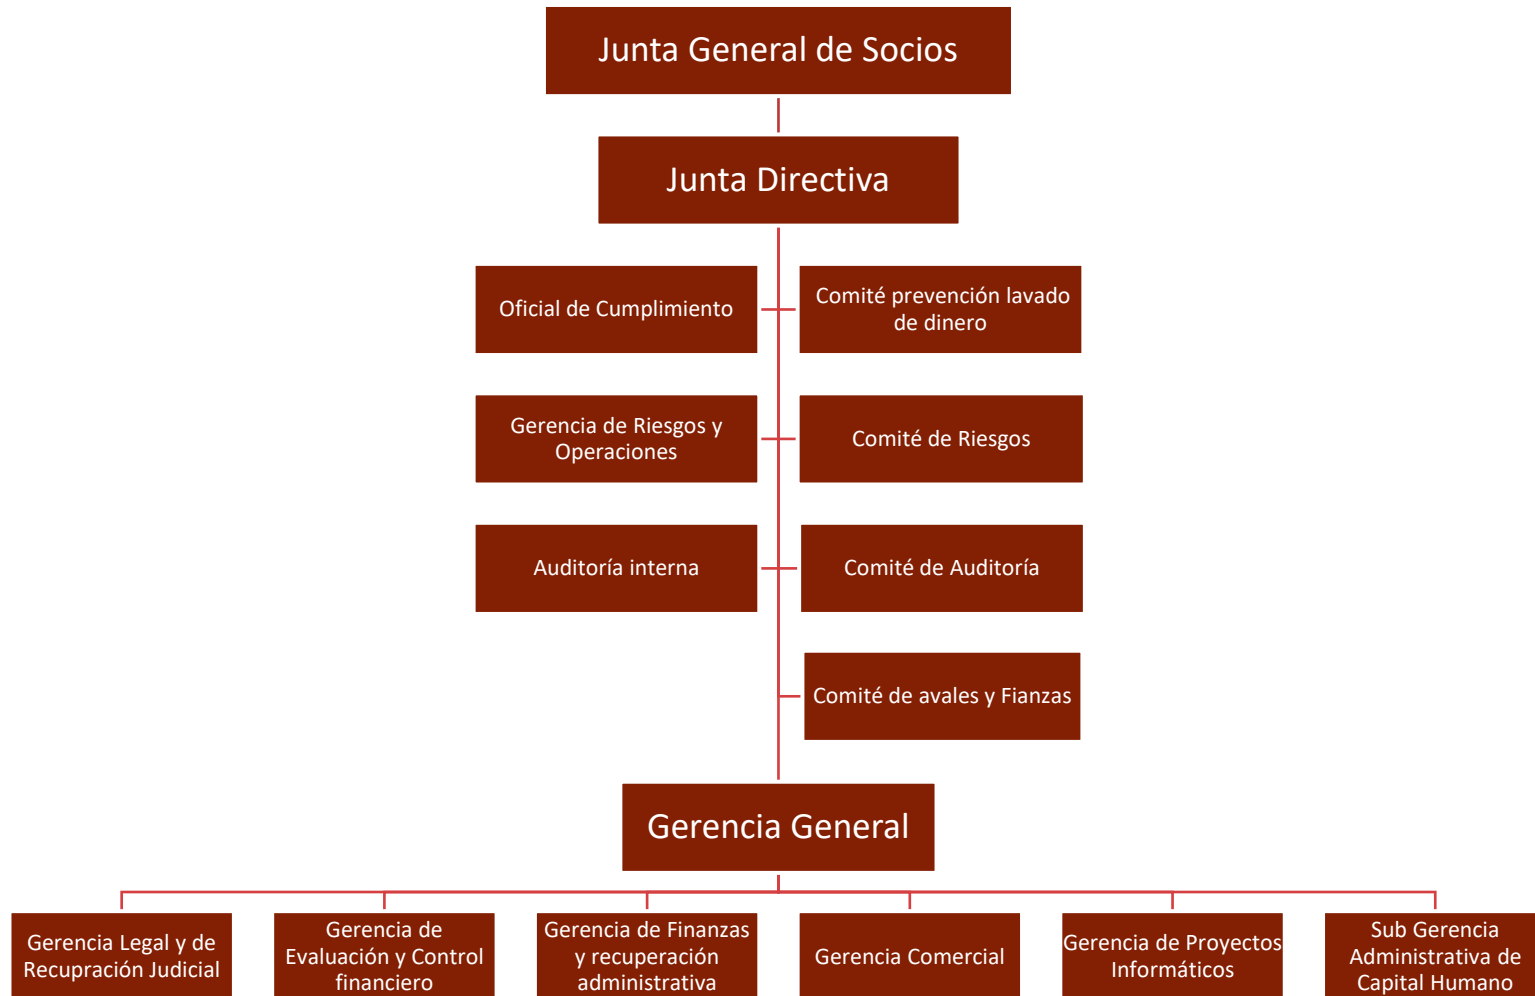 Junta General de Socios
Junta Directiva
Oficial de Cumplimiento
Comité prevención lavado
de dinero
Gerencia de Riesgos y
Operaciones
Comité de Riesgos
Auditoría interna
Comité de Auditoría
Comité de avales y Fianzas
Gerencia General
Gerencia Legal y de
Recupración Judicial
Gerencia de
Evaluación y Control
financiero
Gerencia de Finanzas
y recuperación
administrativa
Gerencia Comercial
Gerencia de Proyectos
Informáticos
Sub Gerencia
Administrativa de
Capital Humano